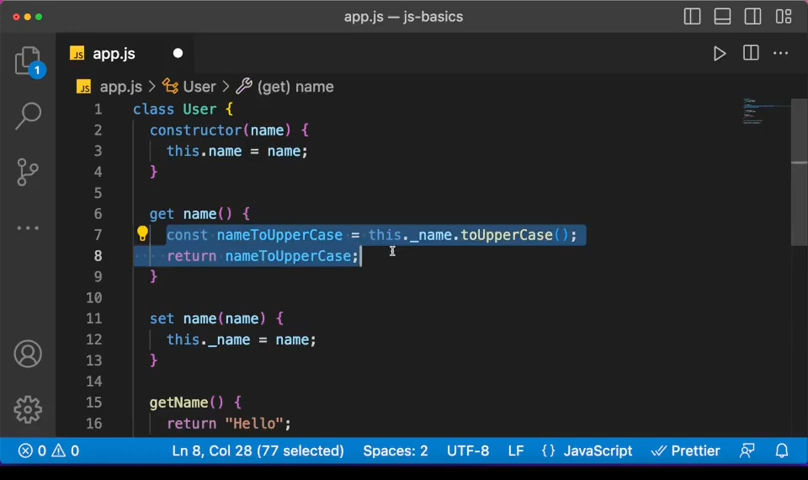 app.js — js-basics
JS app.js
1
JS app.js > User > (get) name
1 class User {
2 constructor(name) {
3 this.name = name;
4 }
5
6 get name() {
7 const nameToUpperCase = this._name.toUpperCase();
8 return nameToUpperCase;
9 }
10
11 set name(name) {
12 this._name = name;
13 }
14
15 getName() {
16 return "Hello";
0 0 Ln 8, Col 28 (77 selected) Spaces: 2 UTF-8 LF {} JavaScript Prettier